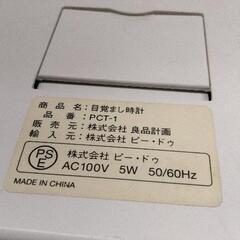 商品名：目覚まし時計
品番：PCT-1
販売元：株式会社 良品計画
輸入元：株式会社 ビー・ドゥ
PSE
株式会社 ビー・ドゥ
AC100V 5W 50/60Hz
MADE IN CHINA